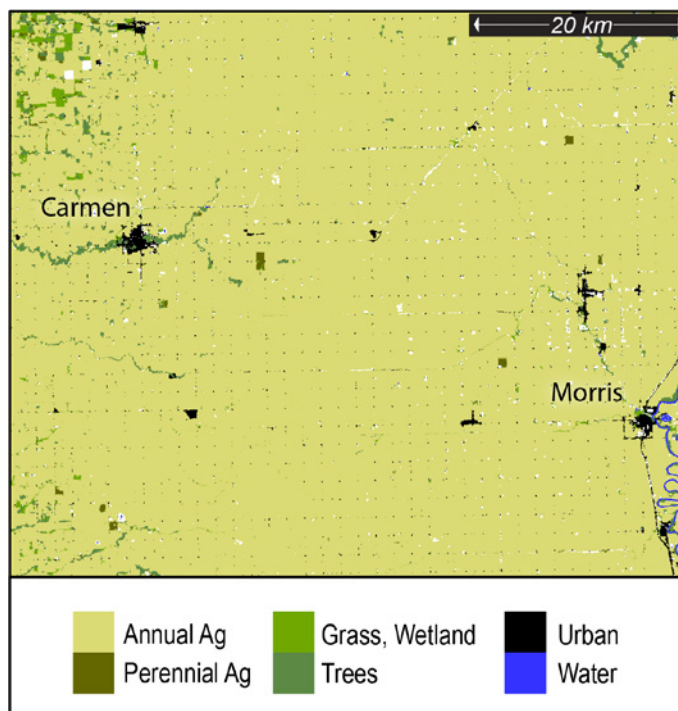 20 km
Carmen
Morris
Annual Ag
Grass, Wetland
Urban
Perennial Ag
Trees
Water